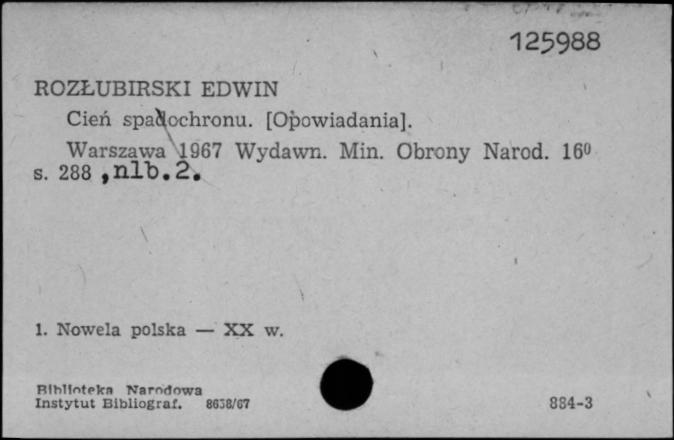 125988
ROZŁUBIRSKI EDWIN
Cień spadochronu. [Opowiadania].
Warszawa 1967 Wydawn. Min. Obrony Narod. 16⁰
s. 288 , nlb. 2.
1. Nowela polska — XX w.
Biblioteka Narodowa
Instytut Bibliograf. 8638/67
884-3